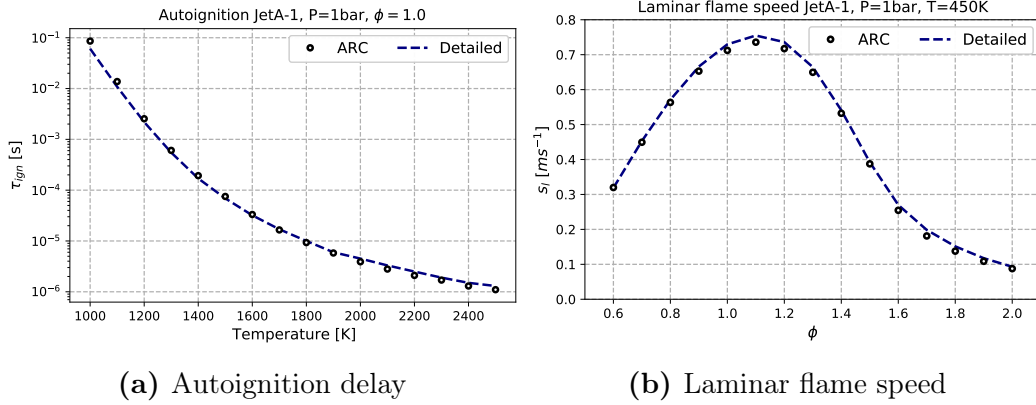 Autoignition JetA-1, P=1bar, ϕ = 1.0
ARC
Detailed
10⁻¹
10⁻²
10⁻³
10⁻⁴
10⁻⁵
10⁻⁶
τign [s]
1000 1200 1400 1600 1800 2000 2200 2400
Temperature [K]
(a) Autoignition delay
Laminar flame speed JetA-1, P=1bar, T=450K
ARC
Detailed
0.8
0.7
0.6
0.5
0.4
0.3
0.2
0.1
0.0
sl [ms⁻¹]
0.6 0.8 1.0 1.2 1.4 1.6 1.8 2.0
ϕ
(b) Laminar flame speed